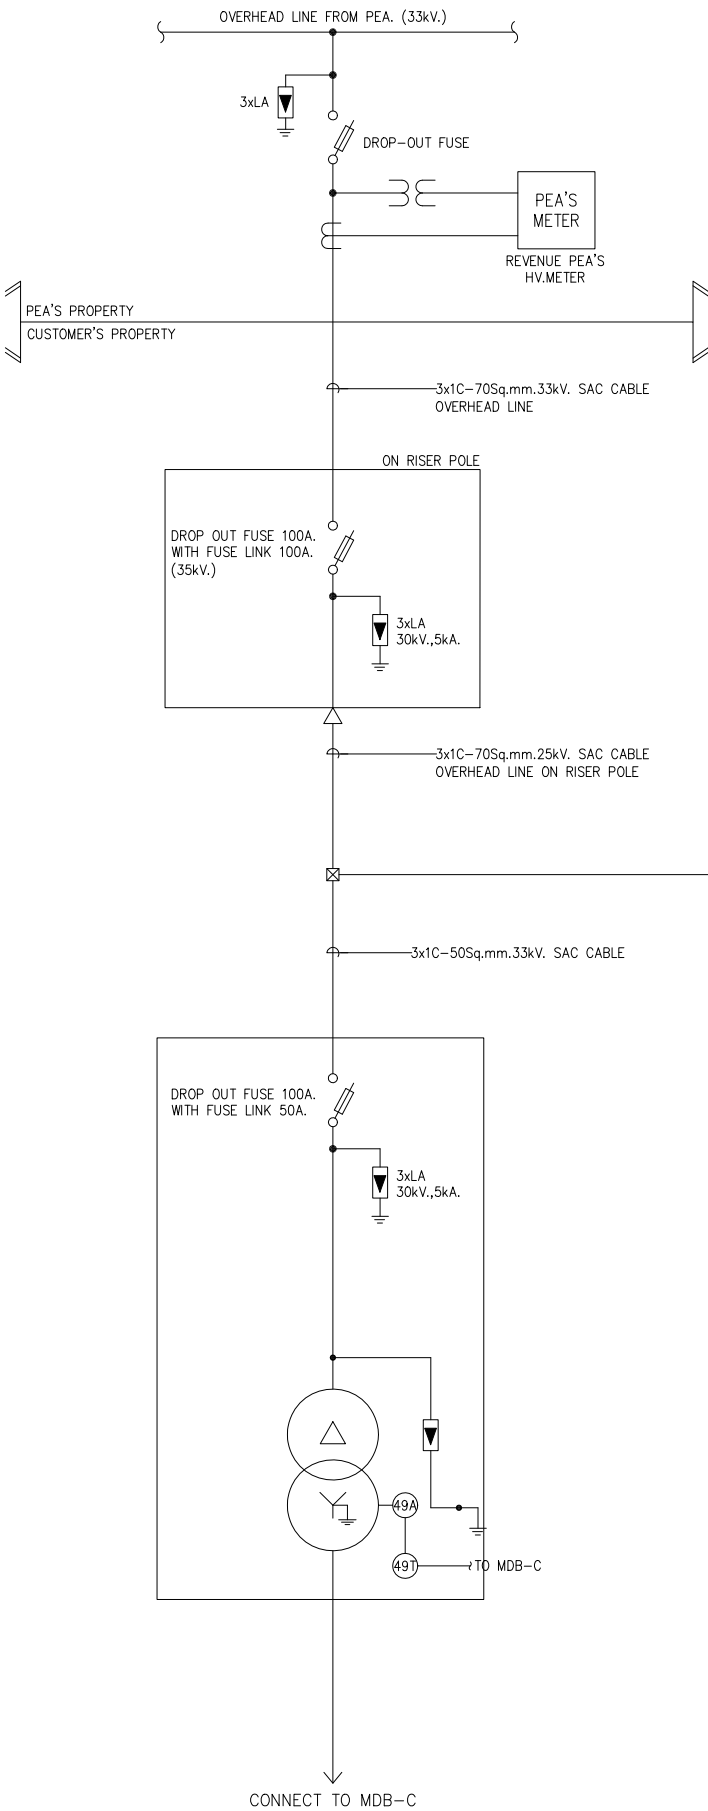 OVERHEAD LINE FROM PEA. (33kV.)
3xLA
DROP-OUT FUSE
PEA'S
METER
REVENUE PEA'S
HV.METER
PEA'S PROPERTY
CUSTOMER'S PROPERTY
3x1C-70Sq.mm.33kV. SAC CABLE
OVERHEAD LINE
ON RISER POLE
DROP OUT FUSE 100A.
WITH FUSE LINK 100A.
(35kV.)
3xLA
30kV.,5kA.
3x1C-70Sq.mm.25kV. SAC CABLE
OVERHEAD LINE ON RISER POLE
3x1C-50Sq.mm.33kV. SAC CABLE
DROP OUT FUSE 100A.
WITH FUSE LINK 50A.
3xLA
30kV.,5kA.
49A
49T
TO MDB-C
CONNECT TO MDB-C